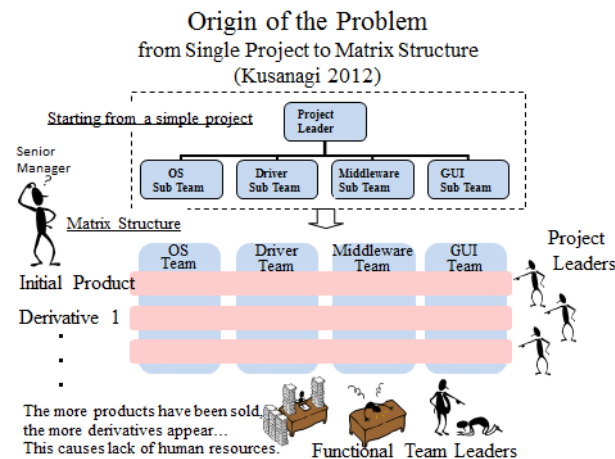 Origin of the Problem
from Single Project to Matrix Structure
(Kusanagi 2012)
Starting from a simple project
Project
Leader
OS
Sub Team
Driver
Sub Team
Middleware
Sub Team
GUI
Sub Team
Senior
Manager
?
Matrix Structure
OS
Team
Driver
Team
Middleware
Team
GUI
Team
Project
Leaders
Initial Product
Derivative 1
.
.
.
The more products have been sold,
the more derivatives appear…
This causes lack of human resources.
Functional Team Leaders